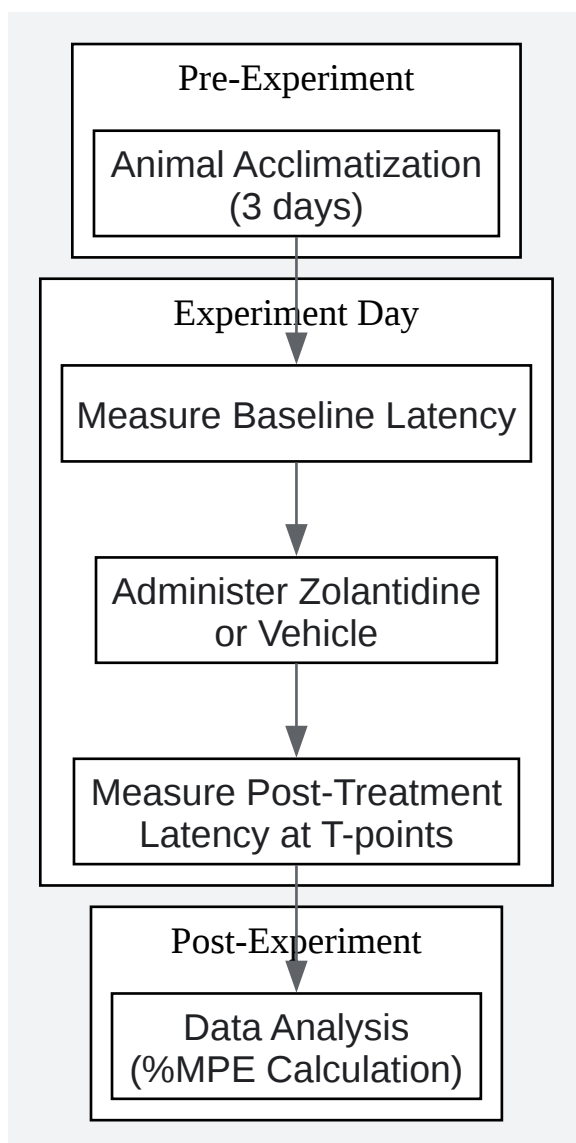 Pre-Experiment
Animal Acclimatization
(3 days)
Experiment Day
Measure Baseline Latency
Administer Zolantidine
or Vehicle
Measure Post-Treatment
Latency at T-points
Post-Experiment
Data Analysis
(%MPE Calculation)